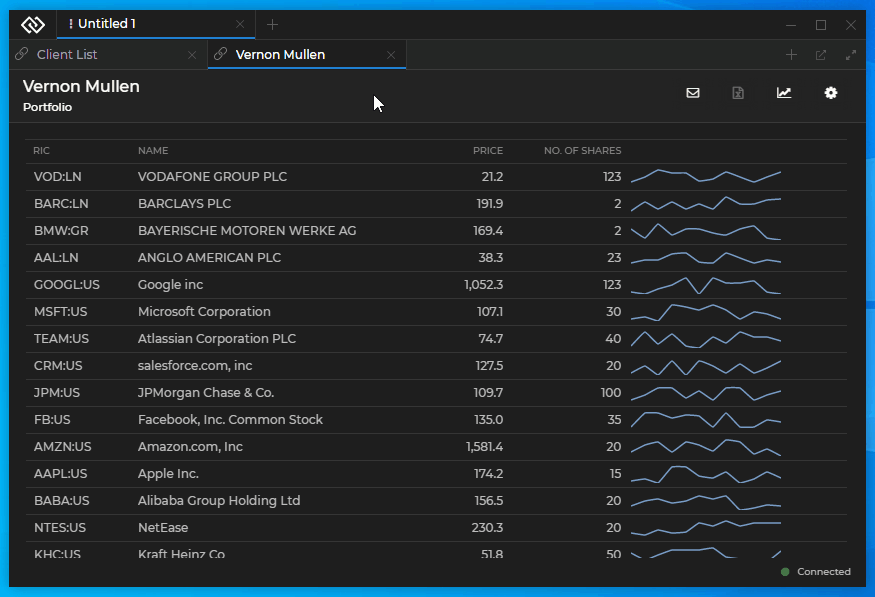 Untitled 1
Client List
Vernon Mullen
Vernon Mullen
Portfolio
RIC NAME PRICE NO. OF SHARES
VOD:LN VODAFONE GROUP PLC 21.2 123
BARC:LN BARCLAYS PLC 191.9 2
BMW:GR BAYERISCHE MOTOREN WERKE AG 169.4 2
AAL:LN ANGLO AMERICAN PLC 38.3 23
GOOGL:US Google inc 1,052.3 123
MSFT:US Microsoft Corporation 107.1 30
TEAM:US Atlassian Corporation PLC 74.7 40
CRM:US salesforce.com, inc 127.5 20
JPM:US JPMorgan Chase & Co. 109.7 100
FB:US Facebook, Inc. Common Stock 135.0 35
AMZN:US Amazon.com, Inc 1,581.4 20
AAPL:US Apple Inc. 174.2 15
BABA:US Alibaba Group Holding Ltd 156.5 20
NTES:US NetEase 230.3 20
KHC:US Kraft Heinz Co 51.8 50
Connected